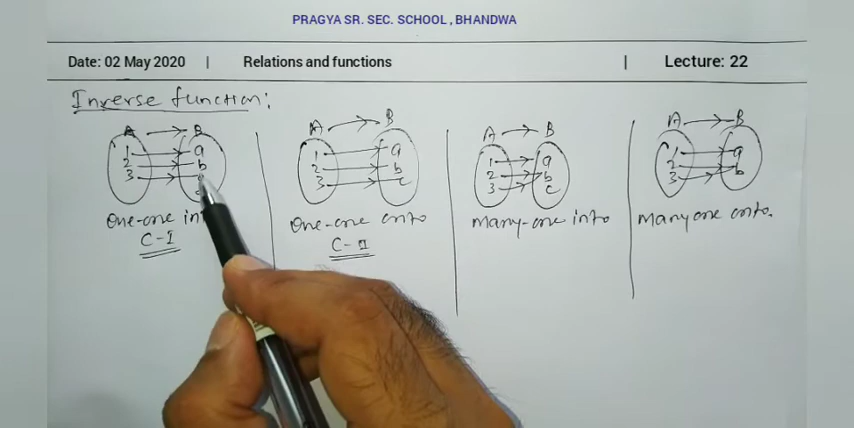 PRAGYA SR. SEC. SCHOOL , BHANDWA
Date: 02 May 2020 | Relations and functions | Lecture: 22
Inverse function:
A → B
1 a
2 b
3
One-one
C-I
A → B
1 a
2 b
3 c
One-one onto
C-II
A → B
1 a
2 b
3 c
many-one into
A → B
1 a
2
3 b
Many one onto.